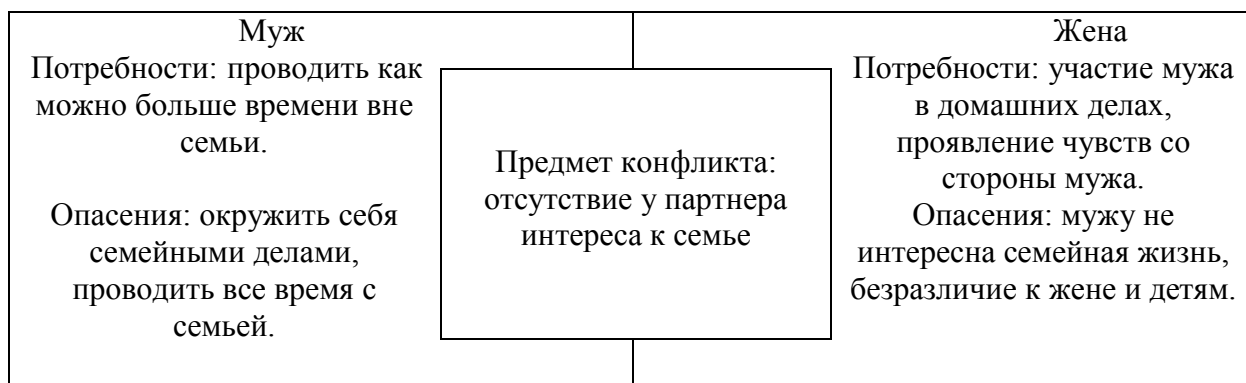 Муж
Потребности: проводить как
можно больше времени вне
семьи.
Опасения: окружить себя
семейными делами,
проводить все время с
семьей.
Предмет конфликта:
отсутствие у партнера
интереса к семье
Жена
Потребности: участие мужа
в домашних делах,
проявление чувств со
стороны мужа.
Опасения: мужу не
интересна семейная жизнь,
безразличие к жене и детям.